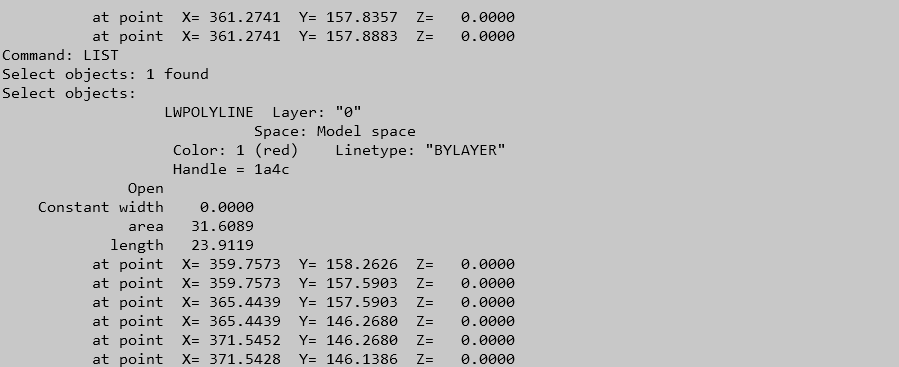 at point  X= 361.2741  Y= 157.8357  Z=   0.0000
at point  X= 361.2741  Y= 157.8883  Z=   0.0000
Command: LIST
Select objects: 1 found
Select objects:
LWPOLYLINE  Layer: "0"
Space: Model space
Color: 1 (red)    Linetype: "BYLAYER"
Handle = 1a4c
Open
Constant width    0.0000
area   31.6089
length   23.9119
at point  X= 359.7573  Y= 158.2626  Z=   0.0000
at point  X= 359.7573  Y= 157.5903  Z=   0.0000
at point  X= 365.4439  Y= 157.5903  Z=   0.0000
at point  X= 365.4439  Y= 146.2680  Z=   0.0000
at point  X= 371.5452  Y= 146.2680  Z=   0.0000
at point  X= 371.5428  Y= 146.1386  Z=   0.0000